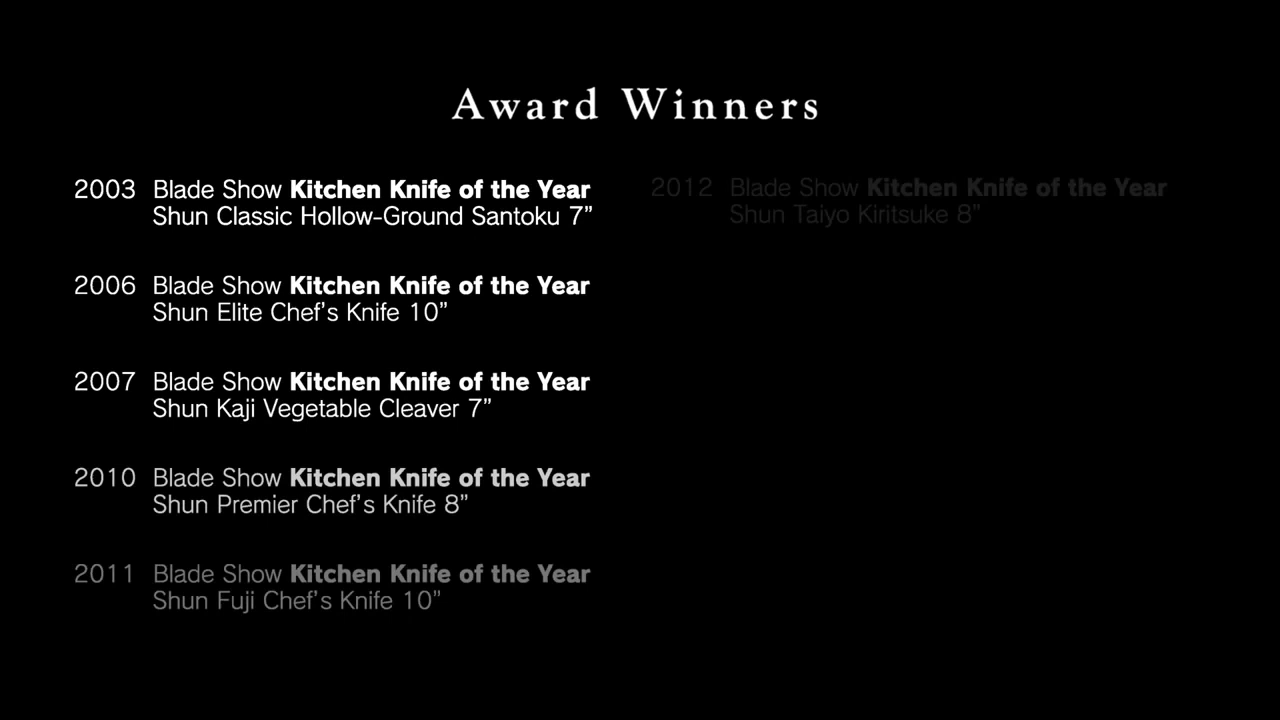 Award Winners
2003 Blade Show Kitchen Knife of the Year
Shun Classic Hollow-Ground Santoku 7”
2006 Blade Show Kitchen Knife of the Year
Shun Elite Chef’s Knife 10”
2007 Blade Show Kitchen Knife of the Year
Shun Kaji Vegetable Cleaver 7”
2010 Blade Show Kitchen Knife of the Year
Shun Premier Chef’s Knife 8”
2011 Blade Show Kitchen Knife of the Year
Shun Fuji Chef’s Knife 10”
2012 Blade Show Kitchen Knife of the Year
Shun Taiyo Kiritsuke 8”